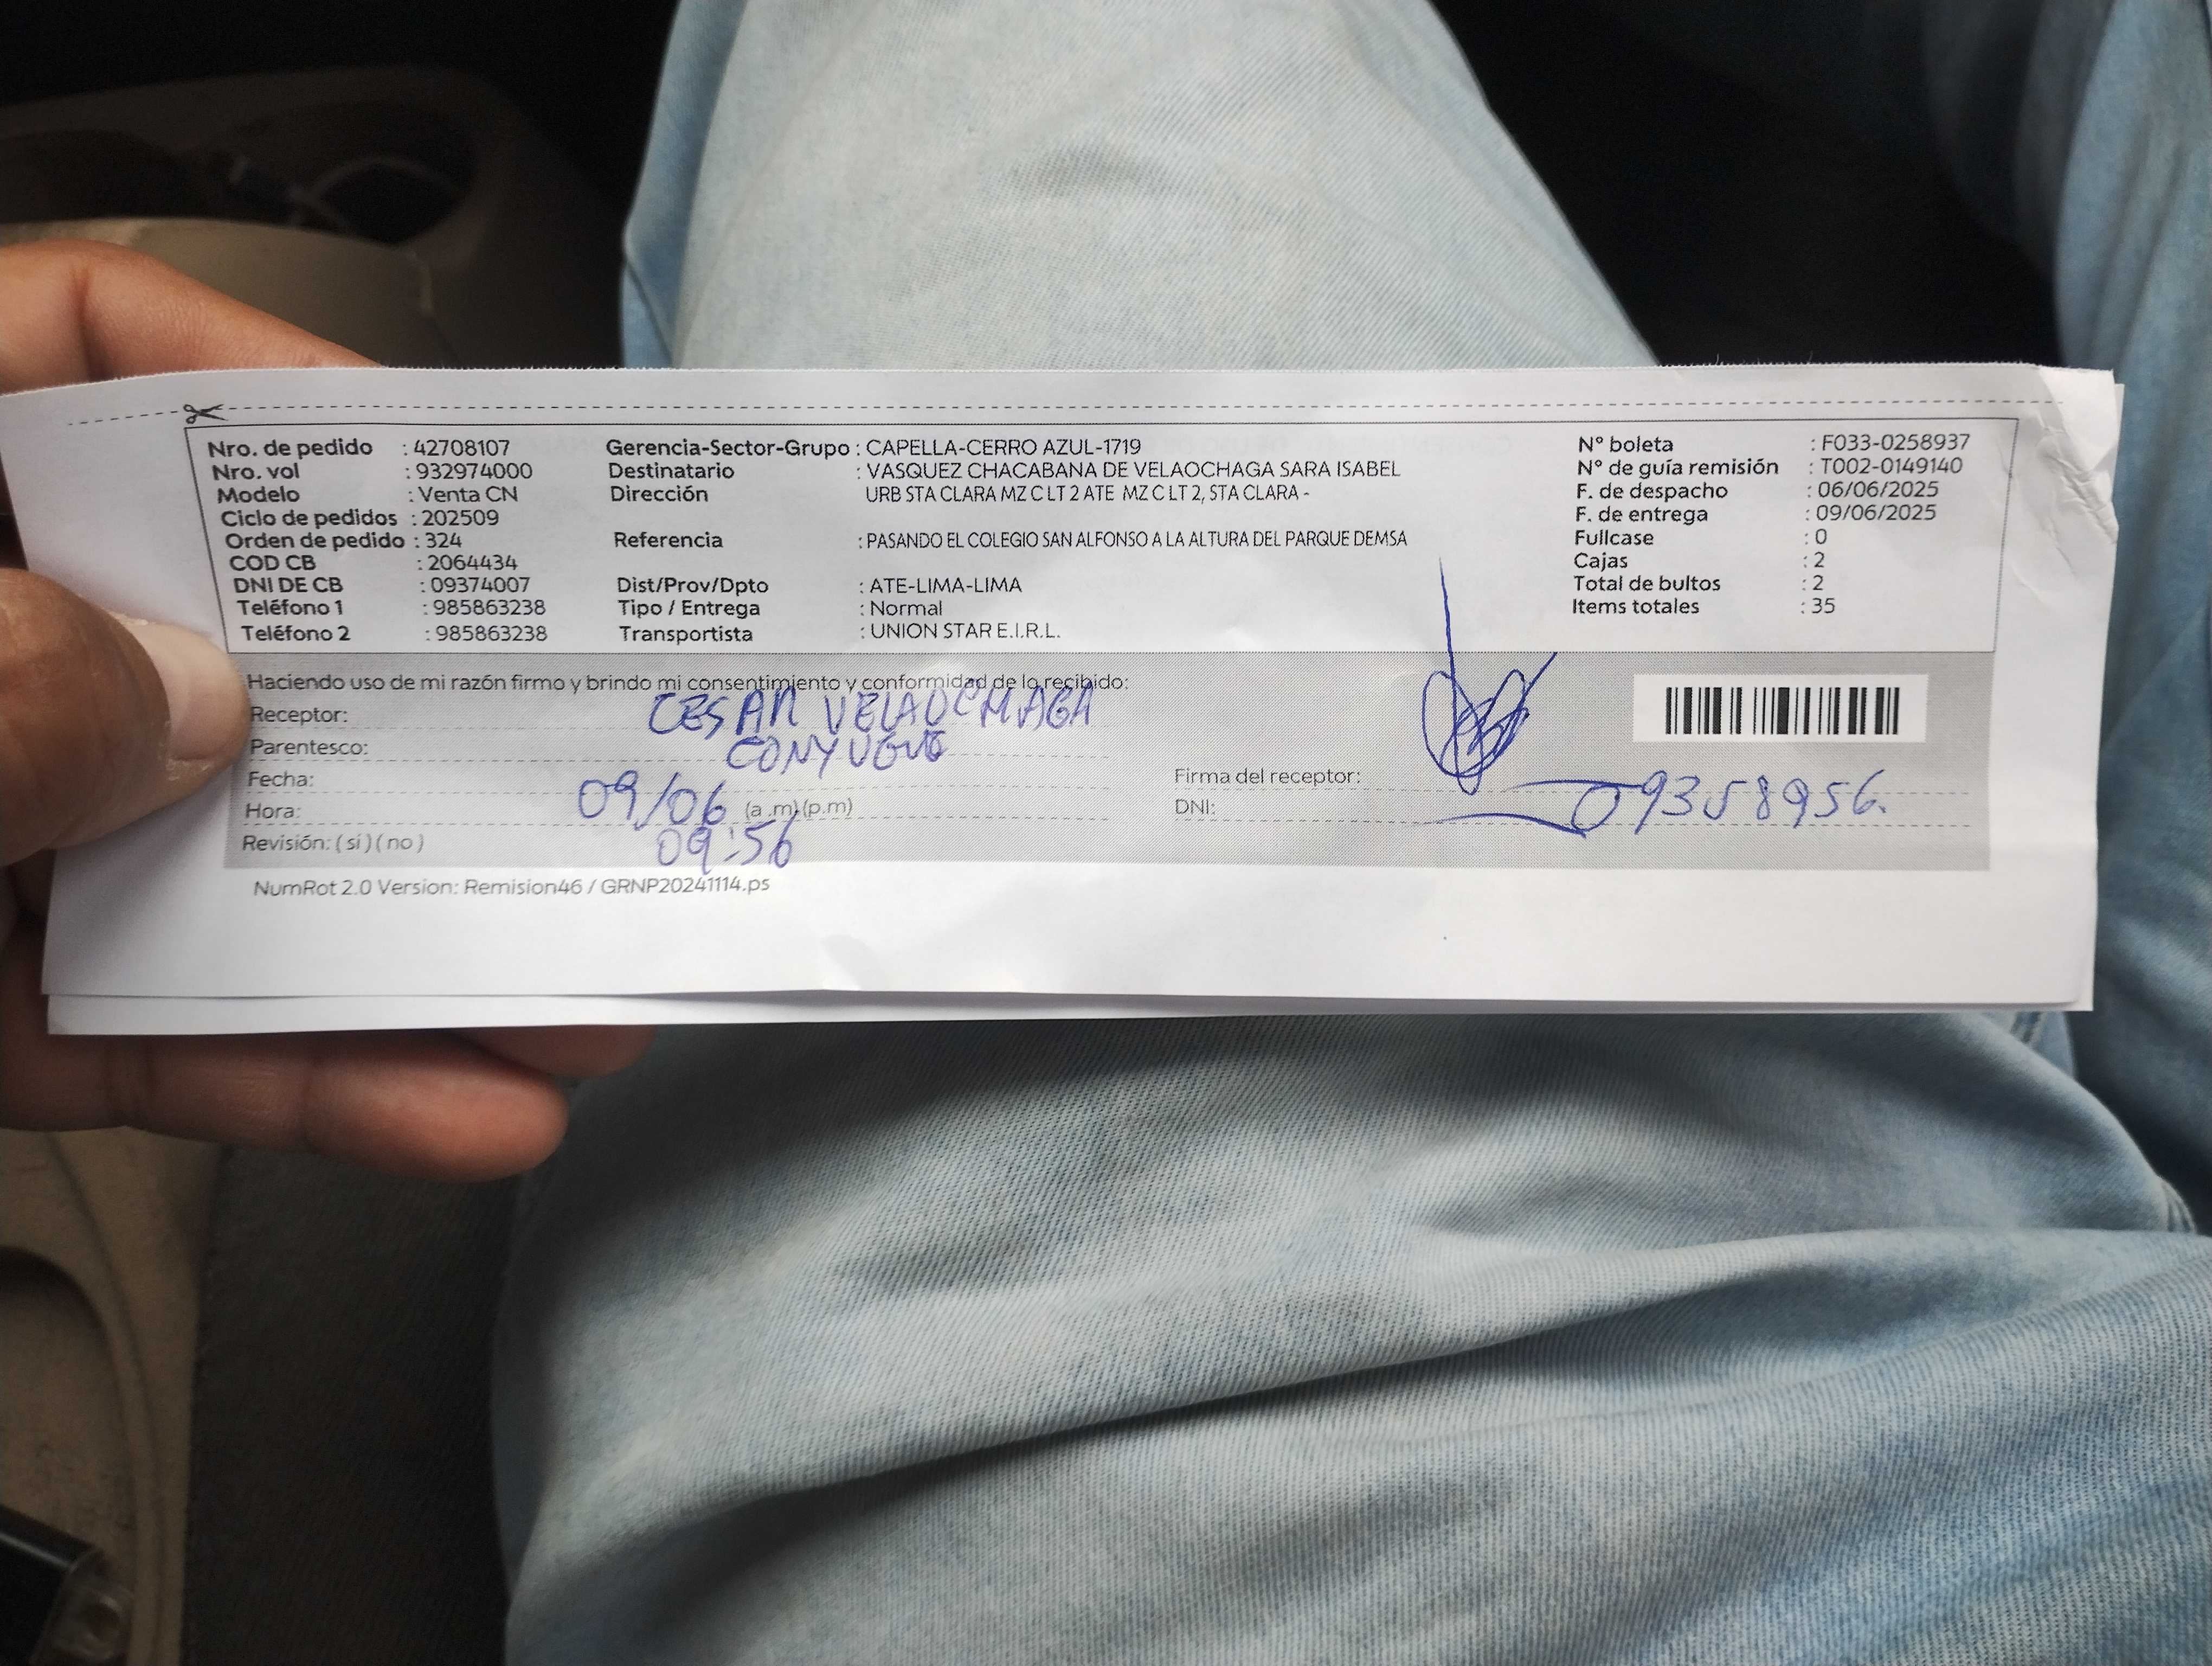 Nro. de pedido : 42708107 Gerencia-Sector-Grupo : CAPELLA-CERRO AZUL-1719 N° boleta : F033-0258937
Nro. vol : 932974000 Destinatario : VASQUEZ CHACABANA DE VELAOCHAGA SARA ISABEL N° de guía remisión : T002-0149140
Modelo : Venta CN Dirección URB STA CLARA MZ C LT 2 ATE MZ C LT 2, STA CLARA - F. de despacho : 06/06/2025
Ciclo de pedidos : 202509 F. de entrega : 09/06/2025
Orden de pedido : 324 Referencia : PASANDO EL COLEGIO SAN ALFONSO A LA ALTURA DEL PARQUE DEMSA Fullcase : 0
COD CB : 2064434 Cajas : 2
DNI DE CB : 09374007 Dist/Prov/Dpto : ATE-LIMA-LIMA Total de bultos : 2
Teléfono 1 : 985863238 Tipo / Entrega : Normal Items totales : 35
Teléfono 2 : 985863238 Transportista : UNION STAR E.I.R.L.
Haciendo uso de mi razón firmo y brindo mi consentimiento y conformidad de lo recibido:
Receptor: CESAR VELAOCHAGA
Parentesco: CONYUGUE
Fecha: 09/06 Firma del receptor:
Hora: 09:56 (a.m)(p.m) DNI: 09358956.
Revisión: (si)(no)
NumRot 2.0 Version: Remision46 / GRNP20241114.ps